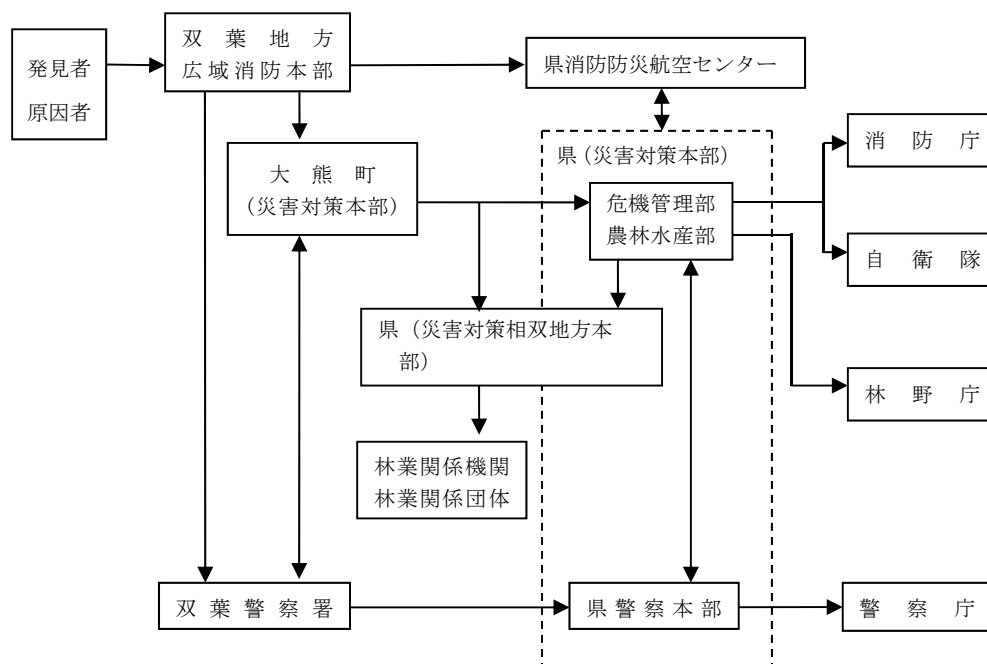 発見者
原因者
双葉地方
広域消防本部
県消防防災航空センター
消防庁
県（災害対策本部）
大熊町
（災害対策本部）
危機管理部
農林水産部
自衛隊
県（災害対策相双地方本
部）
林野庁
林業関係機関
林業関係団体
双葉警察署
県警察本部
警察庁